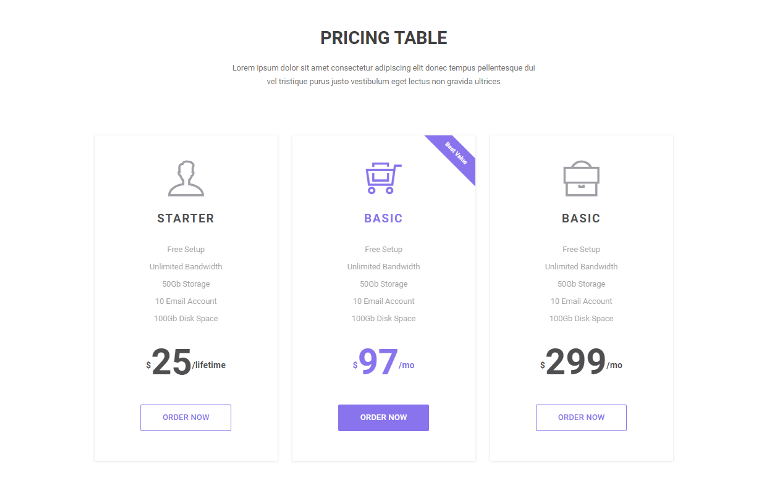 PRICING TABLE
Lorem ipsum dolor sit amet consectetur adipiscing elit donec tempus pellentesque dui
vel tristique purus justo vestibulum eget lectus non gravida ultrices
STARTER
Free Setup
Unlimited Bandwidth
50Gb Storage
10 Email Account
100Gb Disk Space
$25/lifetime
ORDER NOW
Best Value
BASIC
Free Setup
Unlimited Bandwidth
50Gb Storage
10 Email Account
100Gb Disk Space
$97/mo
ORDER NOW
BASIC
Free Setup
Unlimited Bandwidth
50Gb Storage
10 Email Account
100Gb Disk Space
$299/mo
ORDER NOW